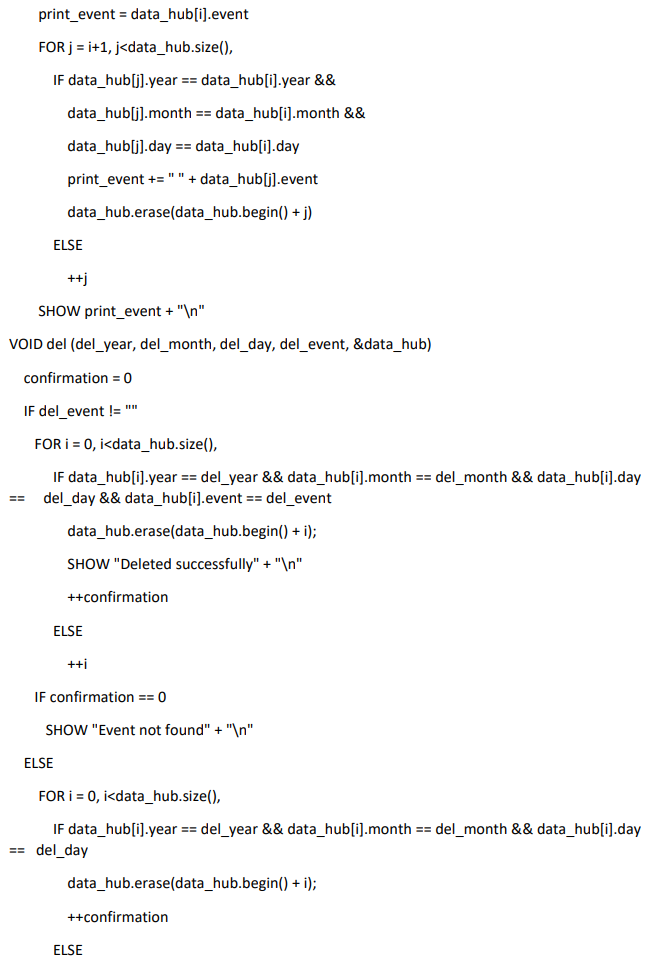 print_event = data_hub[i].event
FOR j = i+1, j<data_hub.size(),
IF data_hub[j].year == data_hub[i].year &&
data_hub[j].month == data_hub[i].month &&
data_hub[j].day == data_hub[i].day
print_event += " " + data_hub[j].event
data_hub.erase(data_hub.begin() + j)
ELSE
++j
SHOW print_event + "\n"
VOID del (del_year, del_month, del_day, del_event, &data_hub)
confirmation = 0
IF del_event != ""
FOR i = 0, i<data_hub.size(),
IF data_hub[i].year == del_year && data_hub[i].month == del_month && data_hub[i].day
== del_day && data_hub[i].event == del_event
data_hub.erase(data_hub.begin() + i);
SHOW "Deleted successfully" + "\n"
++confirmation
ELSE
++i
IF confirmation == 0
SHOW "Event not found" + "\n"
ELSE
FOR i = 0, i<data_hub.size(),
IF data_hub[i].year == del_year && data_hub[i].month == del_month && data_hub[i].day
== del_day
data_hub.erase(data_hub.begin() + i);
++confirmation
ELSE